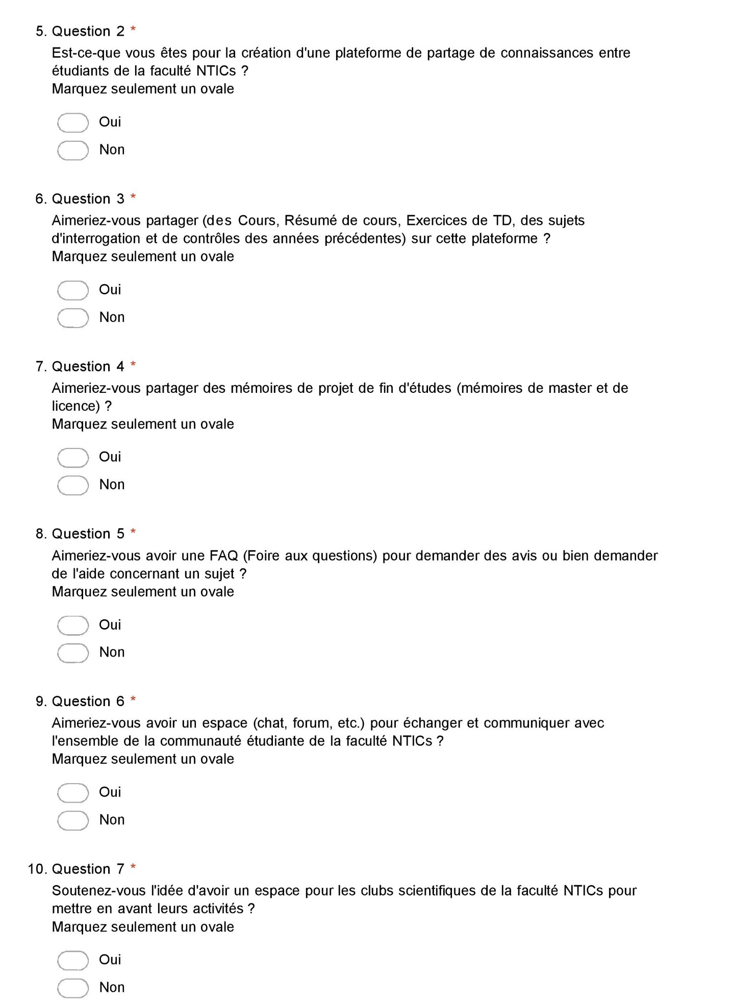 5. Question 2 *
Est-ce-que vous êtes pour la création d'une plateforme de partage de connaissances entre
étudiants de la faculté NTICs ?
Marquez seulement un ovale
Oui
Non
6. Question 3 *
Aimeriez-vous partager (des Cours, Résumé de cours, Exercices de TD, des sujets
d'interrogation et de contrôles des années précédentes) sur cette plateforme ?
Marquez seulement un ovale
Oui
Non
7. Question 4 *
Aimeriez-vous partager des mémoires de projet de fin d'études (mémoires de master et de
licence) ?
Marquez seulement un ovale
Oui
Non
8. Question 5 *
Aimeriez-vous avoir une FAQ (Foire aux questions) pour demander des avis ou bien demander
de l'aide concernant un sujet ?
Marquez seulement un ovale
Oui
Non
9. Question 6 *
Aimeriez-vous avoir un espace (chat, forum, etc.) pour échanger et communiquer avec
l'ensemble de la communauté étudiante de la faculté NTICs ?
Marquez seulement un ovale
Oui
Non
10. Question 7 *
Soutenez-vous l'idée d'avoir un espace pour les clubs scientifiques de la faculté NTICs pour
mettre en avant leurs activités ?
Marquez seulement un ovale
Oui
Non